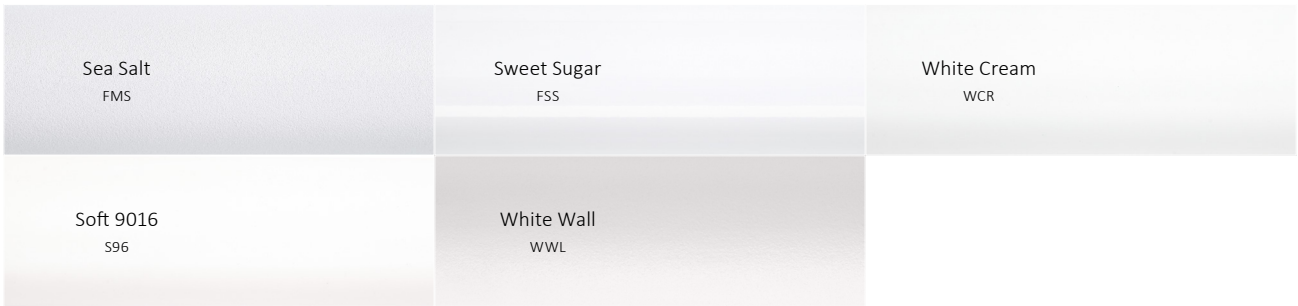 Sea Salt
FMS
Sweet Sugar
FSS
White Cream
WCR
Soft 9016
S96
White Wall
WWL